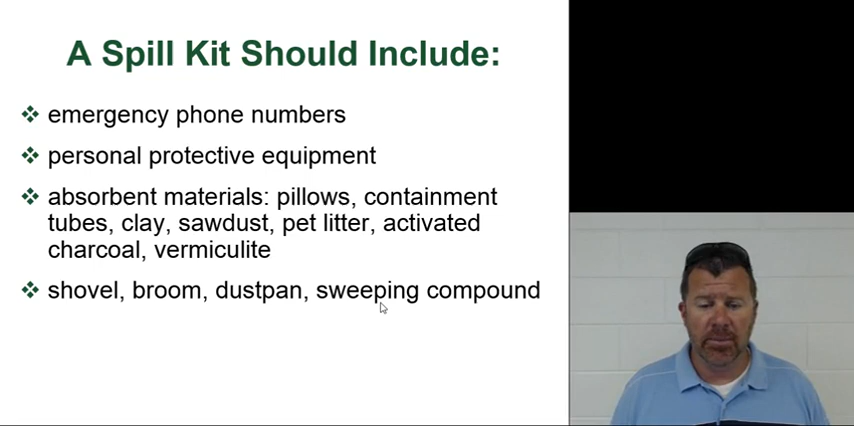 A Spill Kit Should Include:
emergency phone numbers
personal protective equipment
absorbent materials: pillows, containment
tubes, clay, sawdust, pet litter, activated
charcoal, vermiculite
shovel, broom, dustpan, sweeping compound